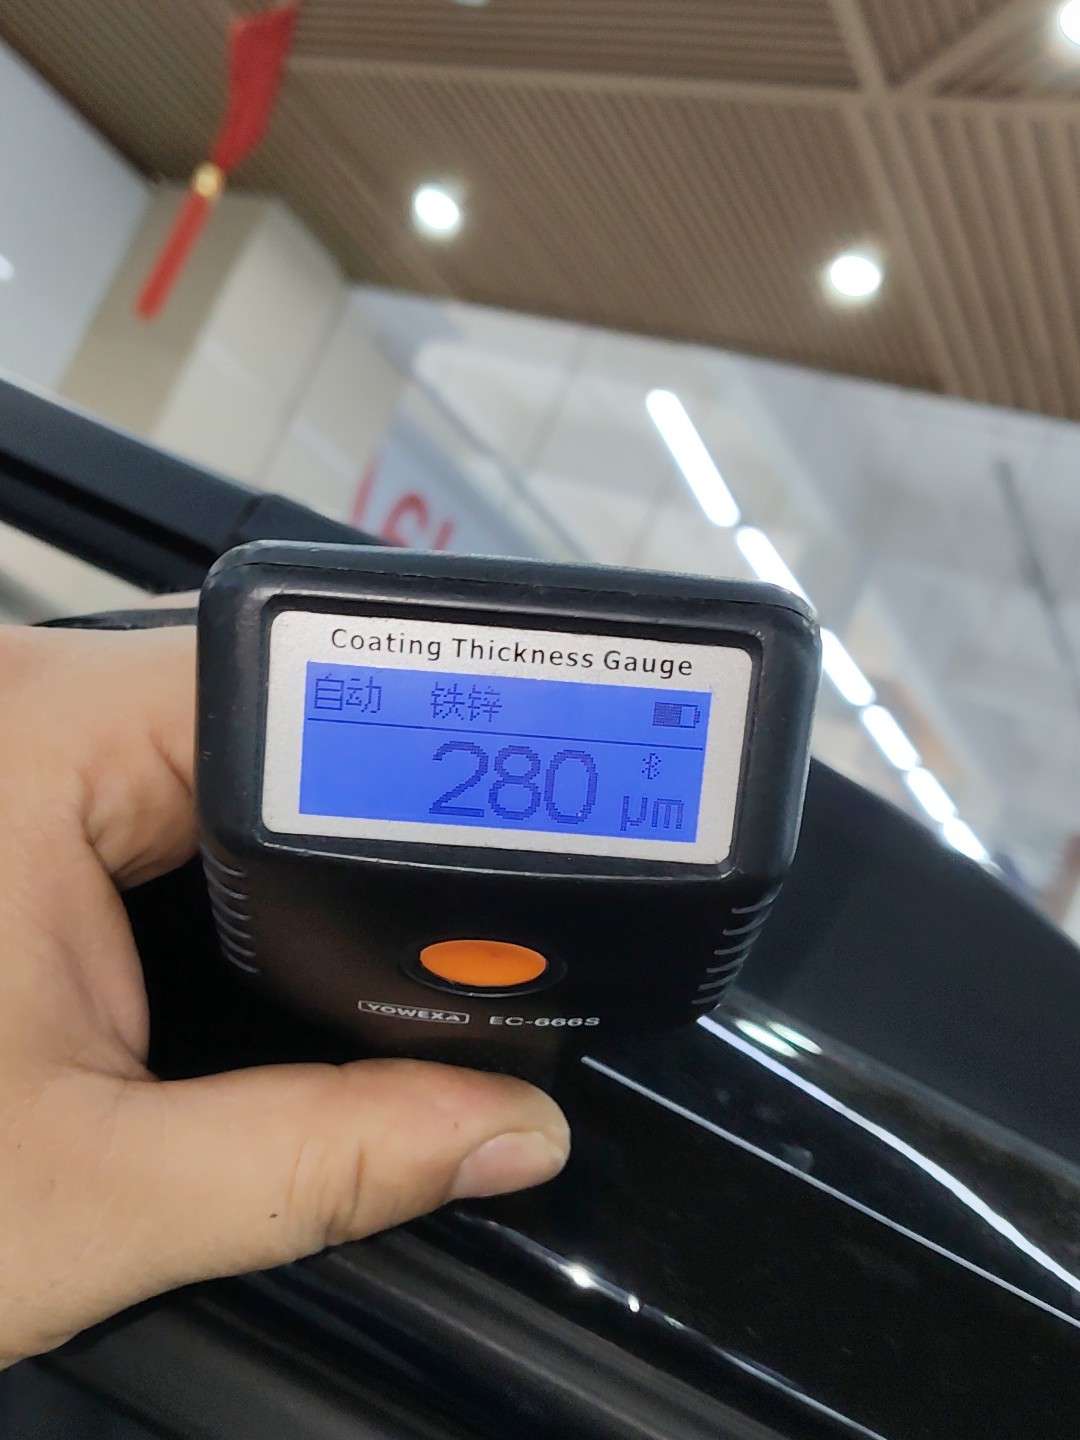 Coating Thickness Gauge
自动 铁锌
280 μm
YOWEXA EC-666S